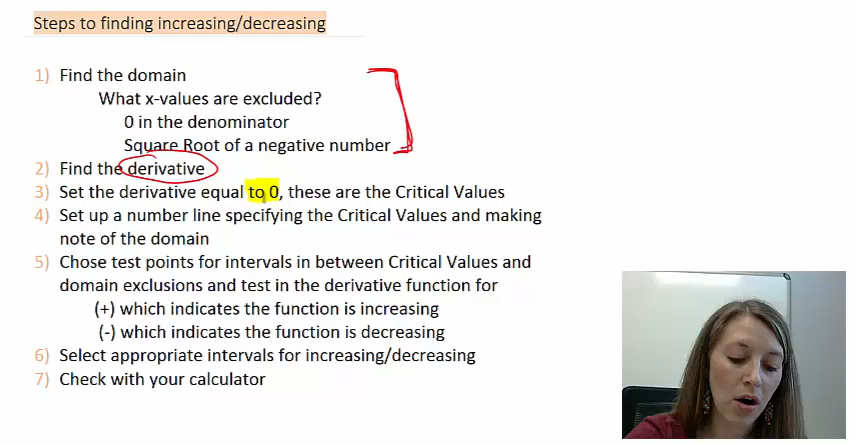 Steps to finding increasing/decreasing
1) Find the domain
What x-values are excluded?
0 in the denominator
Square Root of a negative number
2) Find the derivative
3) Set the derivative equal to 0, these are the Critical Values
4) Set up a number line specifying the Critical Values and making
note of the domain
5) Chose test points for intervals in between Critical Values and
domain exclusions and test in the derivative function for
(+) which indicates the function is increasing
(-) which indicates the function is decreasing
6) Select appropriate intervals for increasing/decreasing
7) Check with your calculator